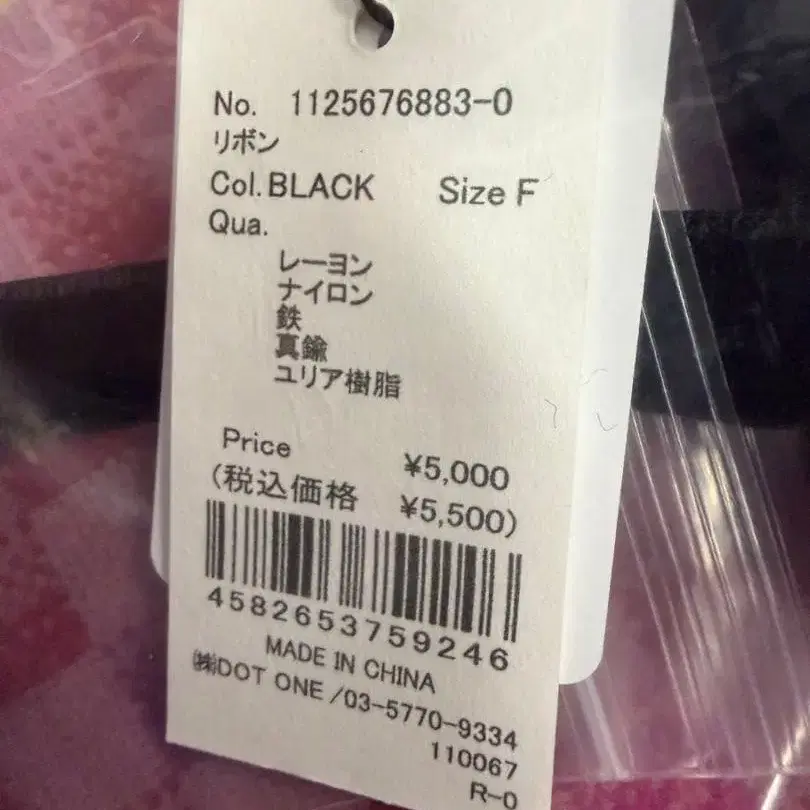 No. 1125676883-0
リボン
Col.BLACK Size F
Qua.
レーヨン
ナイロン
鉄
真鍮
ユリア樹脂
Price ¥5,000
(税込価格 ¥5,500)
4582653759246
MADE IN CHINA
㈱DOT ONE /03-5770-9334
110067
R-0